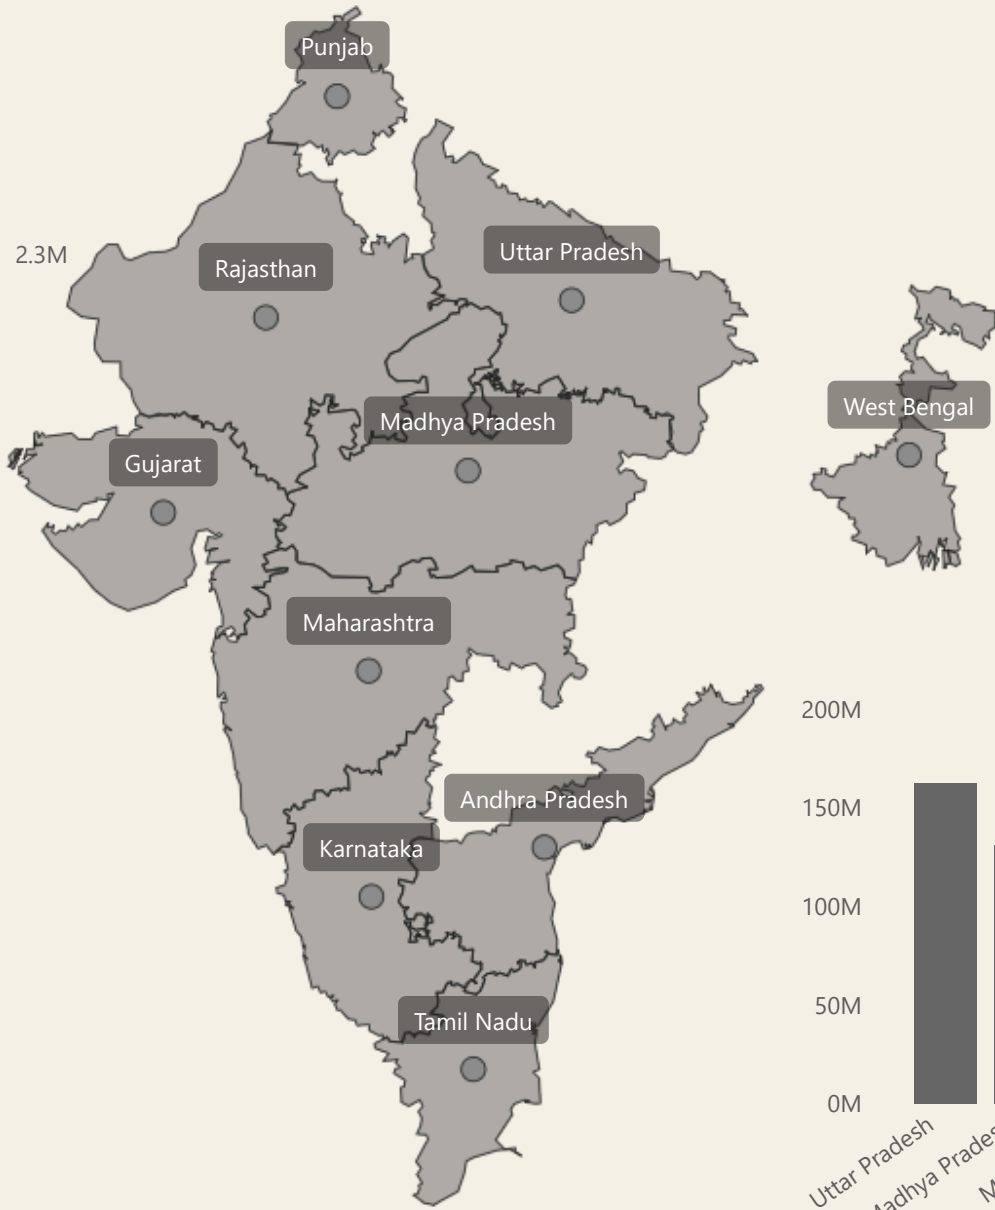 Punjab
Uttar Pradesh
2.3M
Rajasthan
West Bengal
Madhya Pradesh
Gujarat
Maharashtra
200M
Andhra Pradesh
150M
Karnataka
100M
50M
Tamil Nadu
0M
Uttar Pradesh
Madhya